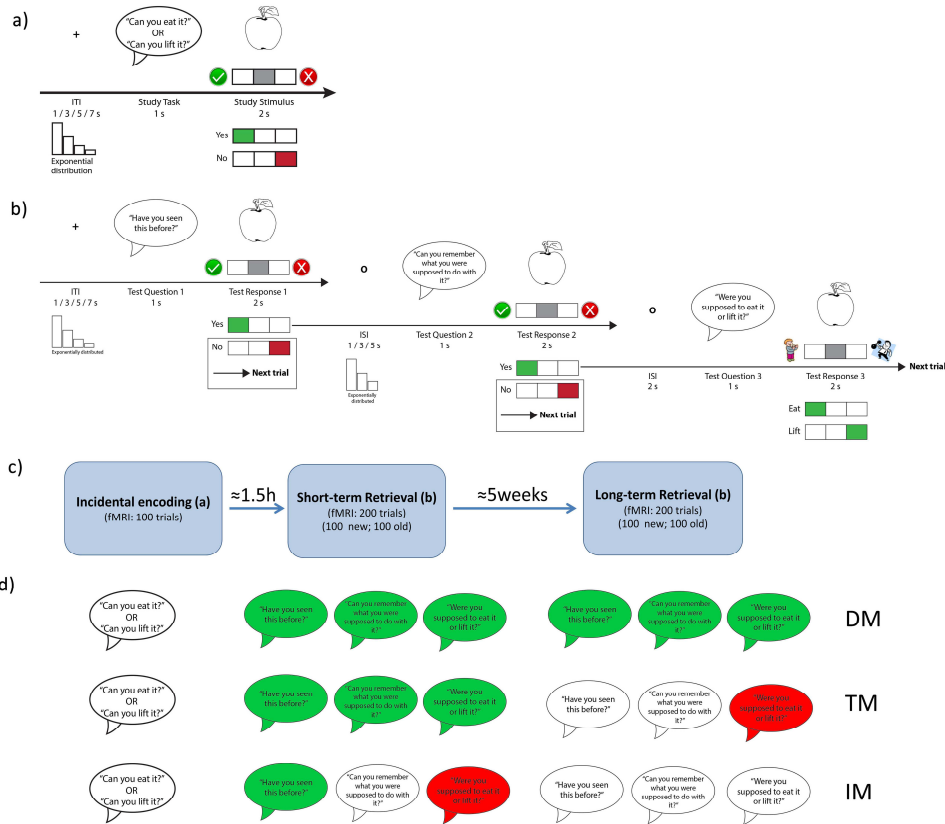 a)
"Can you eat it?"
OR
"Can you lift it?"
+
ITI
1 / 3 / 5 / 7 s
Study Task
1 s
Study Stimulus
2 s
Exponential
distribution
Yes
No
b)
+
"Have you seen
this before?"
ITI
1 / 3 / 5 / 7 s
Test Question 1
1 s
Test Response 1
2 s
Exponentially distributed
Yes
No
Next trial
o
"Can you remember
what you were
supposed to do with
it?"
ISI
1 / 3 / 5 s
Test Question 2
1 s
Test Response 2
2 s
Exponentially distributed
Yes
No
Next trial
o
"Were you
supposed to eat it
or lift it?"
ISI
2 s
Test Question 3
1 s
Test Response 3
2 s
Next trial
Eat
Lift
c)
Incidental encoding (a)
(fMRI: 100 trials)
≈1.5h
Short-term Retrieval (b)
(fMRI: 200 trials)
(100 new; 100 old)
≈5weeks
Long-term Retrieval (b)
(fMRI: 200 trials)
(100 new; 100 old)
d)
"Can you eat it?"
OR
"Can you lift it?"
"Have you seen
this before?"
"Can you remember
what you were
supposed to do with
it?"
"Were you
supposed to eat it
or lift it?"
"Have you seen
this before?"
"Can you remember
what you were
supposed to do with
it?"
"Were you
supposed to eat it
or lift it?"
DM
"Can you eat it?"
OR
"Can you lift it?"
"Have you seen
this before?"
"Can you remember
what you were
supposed to do with
it?"
"Were you
supposed to eat it
or lift it?"
"Have you seen
this before?"
"Can you remember
what you were
supposed to do with
it?"
"Were you
supposed to eat it
or lift it?"
TM
"Can you eat it?"
OR
"Can you lift it?"
"Have you seen
this before?"
"Can you remember
what you were
supposed to do with
it?"
"Were you
supposed to eat it
or lift it?"
"Have you seen
this before?"
"Can you remember
what you were
supposed to do with
it?"
"Were you
supposed to eat it
or lift it?"
IM